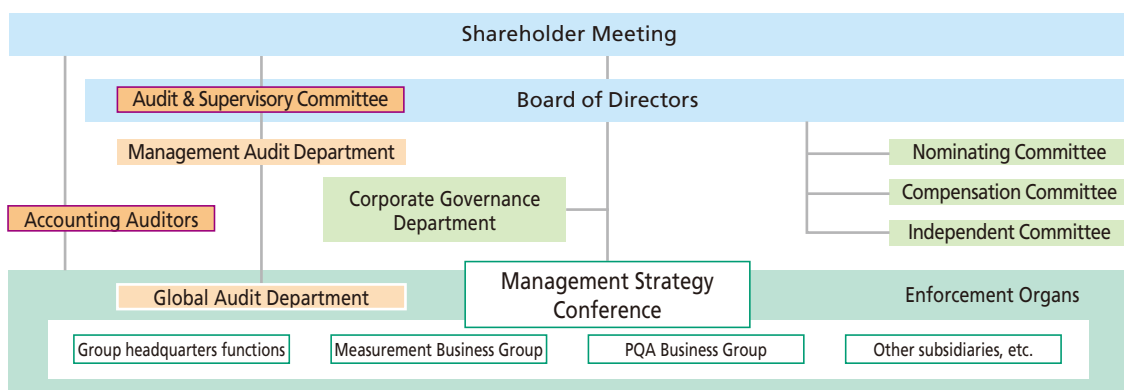 Shareholder Meeting
Audit & Supervisory Committee
Board of Directors
Management Audit Department
Nominating Committee
Corporate Governance
Department
Compensation Committee
Accounting Auditors
Independent Committee
Management Strategy
Conference
Global Audit Department
Enforcement Organs
Group headquarters functions
Measurement Business Group
PQA Business Group
Other subsidiaries, etc.